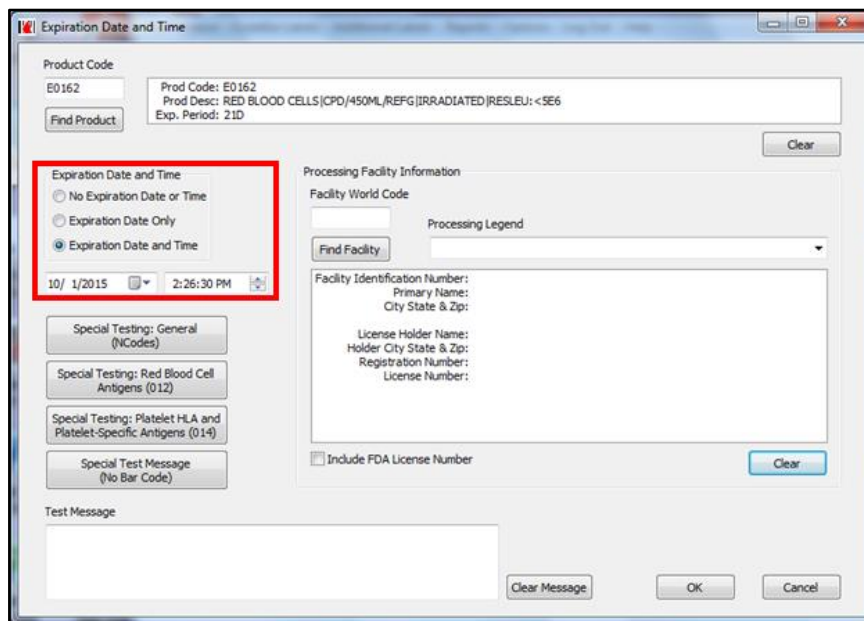 Expiration Date and Time
Product Code
E0162
Prod Code: E0162
Prod Desc: RED BLOOD CELLS|CPD/450ML/REFG|IRRADIATED|RESLEU:<5E6
Exp. Period: 21D
Find Product
Clear
Expiration Date and Time
No Expiration Date or Time
Expiration Date Only
Expiration Date and Time
10/ 1/2015 2:26:30 PM
Special Testing: General
(NCodes)
Special Testing: Red Blood Cell
Antigens (012)
Special Testing: Platelet HLA and
Platelet-Specific Antigens (014)
Special Test Message
(No Bar Code)
Processing Facility Information
Facility World Code
Processing Legend
Find Facility
Facility Identification Number:
Primary Name:
City State & Zip:
License Holder Name:
Holder City State & Zip:
Registration Number:
License Number:
Include FDA License Number
Clear
Test Message
Clear Message
OK
Cancel